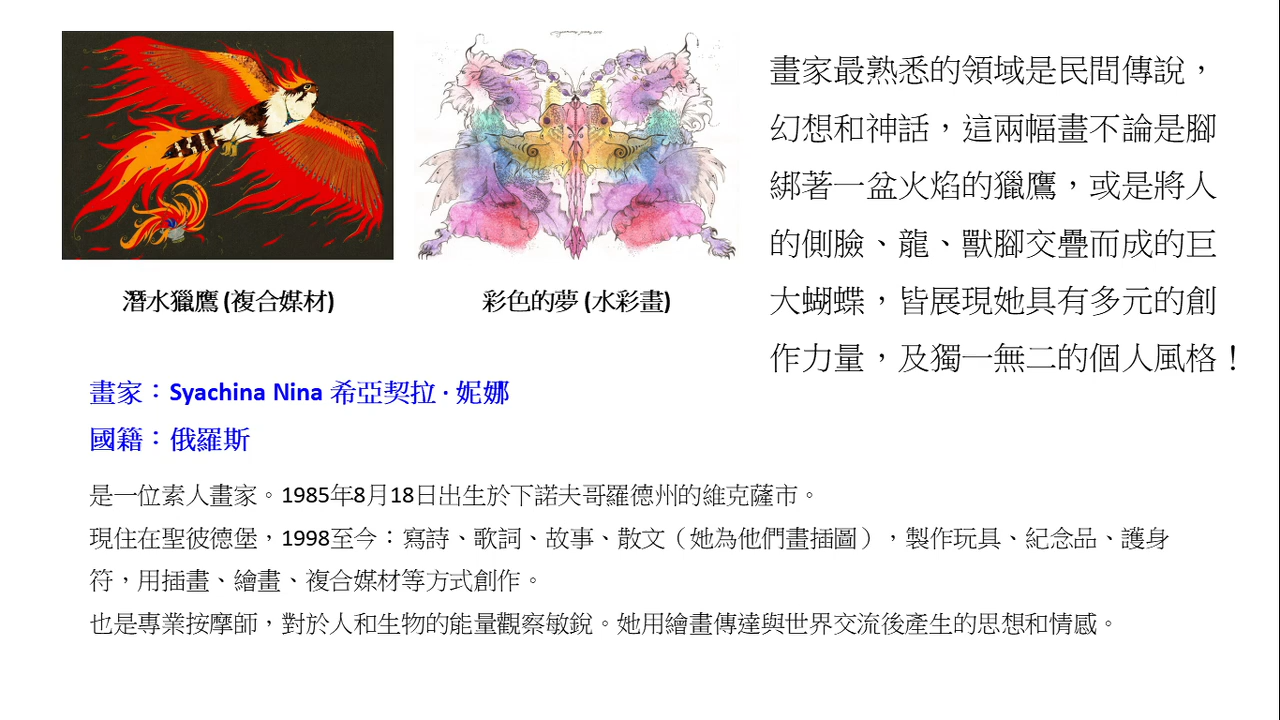 畫家最熟悉的領域是民間傳說，
幻想和神話，這兩幅畫不論是腳
綁著一盆火焰的獵鷹，或是將人
的側臉、龍、獸腳交疊而成的巨
大蝴蝶，皆展現她具有多元的創
作力量，及獨一無二的個人風格！
潛水獵鷹 (複合媒材)
彩色的夢 (水彩畫)
畫家：Syachina Nina 希亞契拉 · 妮娜
國籍：俄羅斯
是一位素人畫家。1985年8月18日出生於下諾夫哥羅德州的維克薩市。
現住在聖彼德堡，1998至今：寫詩、歌詞、故事、散文（她為他們畫插圖），製作玩具、紀念品、護身
符，用插畫、繪畫、複合媒材等方式創作。
也是專業按摩師，對於人和生物的能量觀察敏銳。她用繪畫傳達與世界交流後產生的思想和情感。